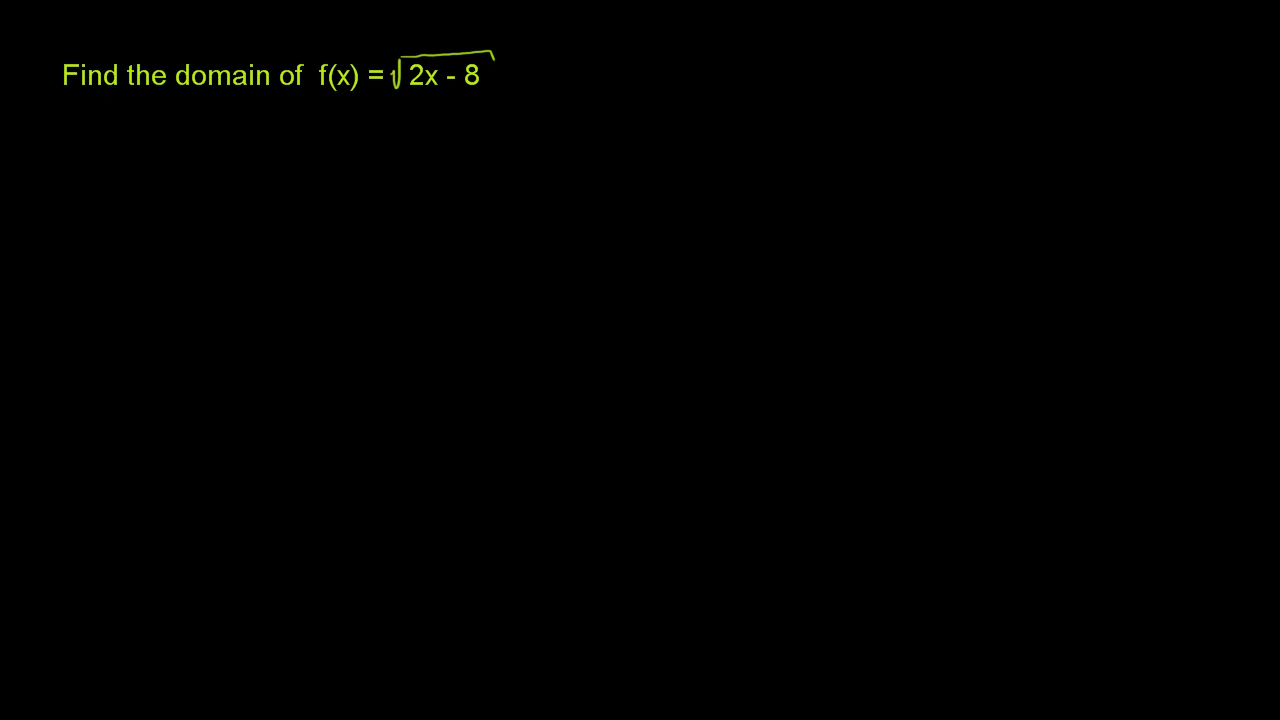 Find the domain of f(x) = √2x - 8